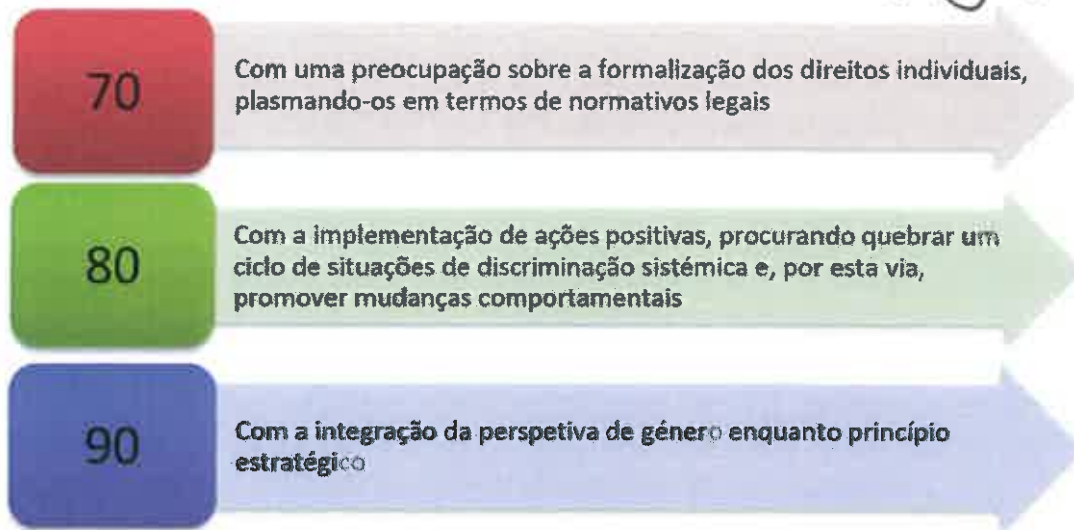 70
Com uma preocupação sobre a formalização dos direitos individuais,
plasmando-os em termos de normativos legais
80
Com a implementação de ações positivas, procurando quebrar um
ciclo de situações de discriminação sistémica e, por esta via,
promover mudanças comportamentais
90
Com a integração da perspetiva de género enquanto princípio
estratégico